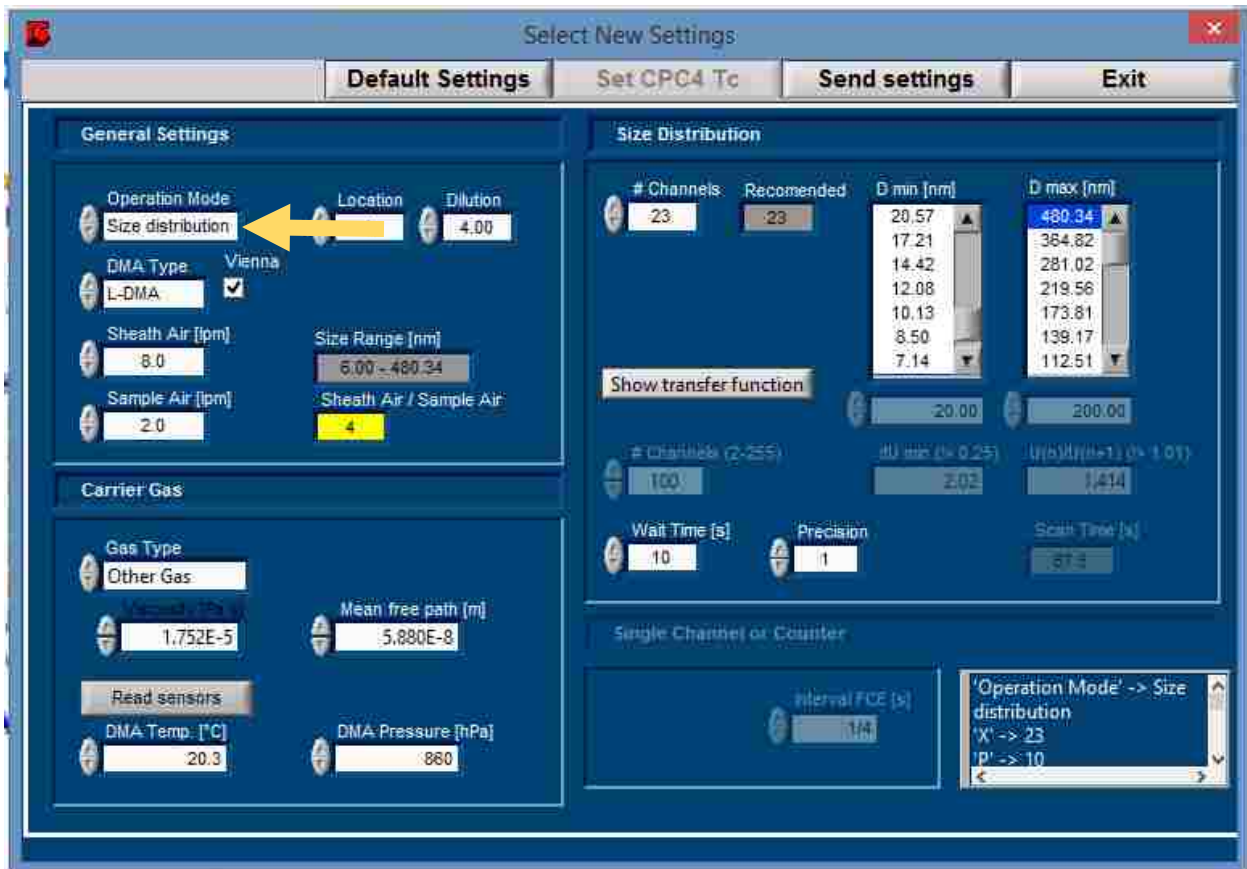 Select New Settings
Default Settings
Set CPC4 Tc
Send settings
Exit
General Settings
Operation Mode
Size distribution
Location
Dilution
4.00
DMA Type
L-DMA
Vienna
Sheath Air [lpm]
8.0
Size Range [nm]
6.00 - 480.34
Sample Air [lpm]
2.0
Sheath Air / Sample Air
4
Carrier Gas
Gas Type
Other Gas
1.752E-5
Mean free path [m]
5.880E-8
Read sensors
DMA Temp. [°C]
20.3
DMA Pressure [hPa]
860
Size Distribution
# Channels
23
Recomended
23
D min [nm]
20.57
17.21
14.42
12.08
10.13
8.50
7.14
D max [nm]
480.34
364.82
281.02
219.56
173.81
139.17
112.51
Show transfer function
20.00
200.00
# Channels (2-255)
100
dU min (> 0.25)
2.02
U(n)/U(n+1) (> 1.01)
1.414
Wait Time [s]
10
Precision
1
Scan Time [s]
Single Channel or Counter
Interval FCE [s]
1/4
'Operation Mode' -> Size
distribution
'X' -> 23
'P' -> 10